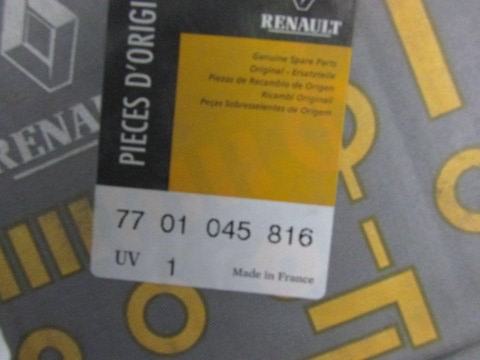 RENAULT
PIECES D'ORIGI
Genuine Spare Parts
Original - Ersatzteile
Piezas de Recambio de Origen
Ricambi Originali
Peças Sobresselentes de Origem
RENAU
77 01 045 816
UV 1
Made in France